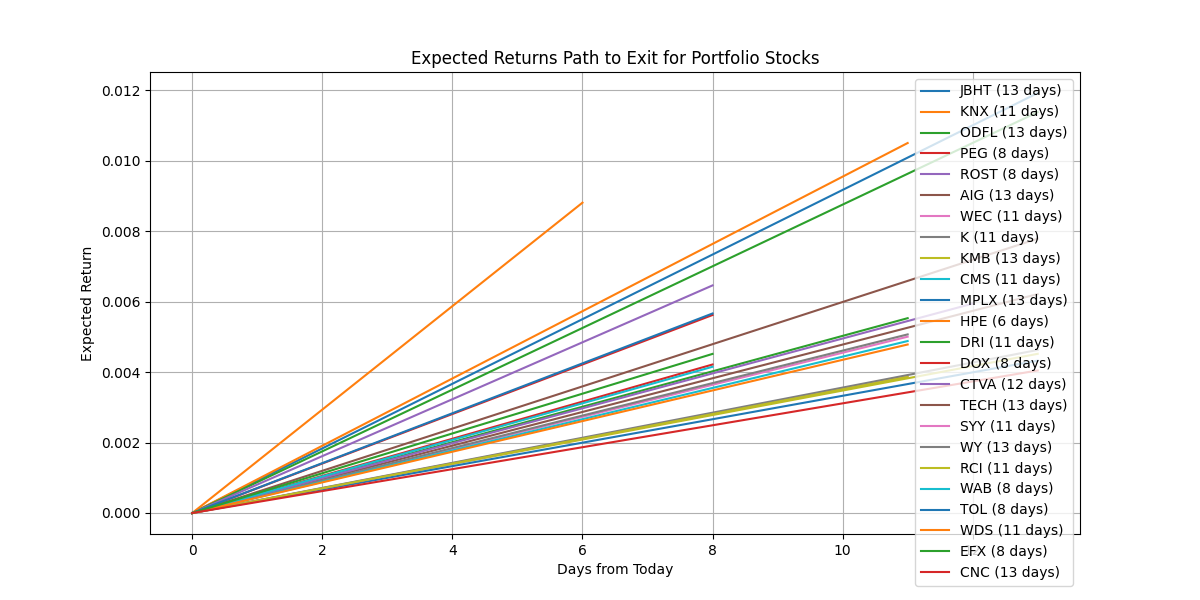 Expected Returns Path to Exit for Portfolio Stocks
Expected Return
0.012
0.010
0.008
0.006
0.004
0.002
0.000
0 2 4 6 8 10
Days from Today
JBHT (13 days)
KNX (11 days)
ODFL (13 days)
PEG (8 days)
ROST (8 days)
AIG (13 days)
WEC (11 days)
K (11 days)
KMB (13 days)
CMS (11 days)
MPLX (13 days)
HPE (6 days)
DRI (11 days)
DOX (8 days)
CTVA (12 days)
TECH (13 days)
SYY (11 days)
WY (13 days)
RCI (11 days)
WAB (8 days)
TOL (8 days)
WDS (11 days)
EFX (8 days)
CNC (13 days)